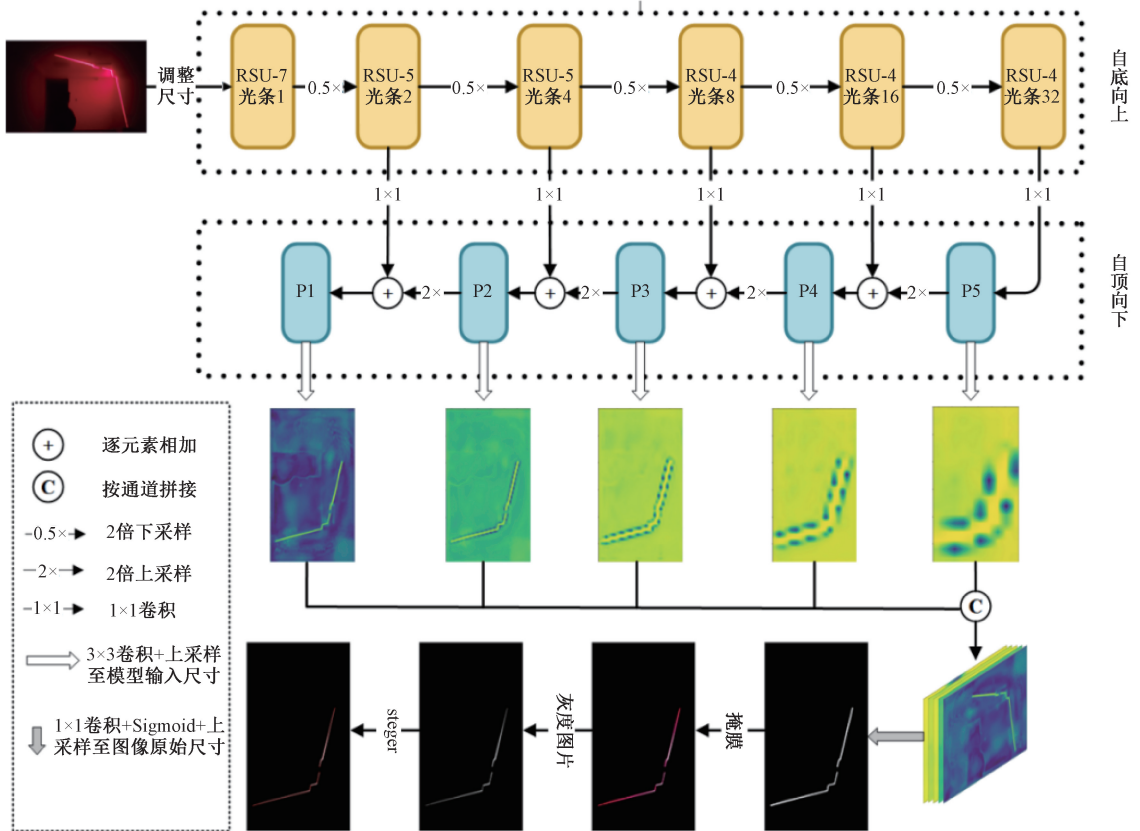 调整
尺寸
RSU-7
光条1
0.5×
RSU-5
光条2
0.5×
RSU-5
光条4
0.5×
RSU-4
光条8
0.5×
RSU-4
光条16
0.5×
RSU-4
光条32
自底向上
1×1
1×1
1×1
1×1
1×1
P1
+
2×
P2
+
2×
P3
+
2×
P4
+
2×
P5
自顶向下
+
逐元素相加
C
按通道拼接
-0.5×
2倍下采样
-2×
2倍上采样
-1×1
1×1卷积
3×3卷积+上采样
至模型输入尺寸
1×1卷积+Sigmoid+上
采样至图像原始尺寸
C
steger
灰度图片
掩膜